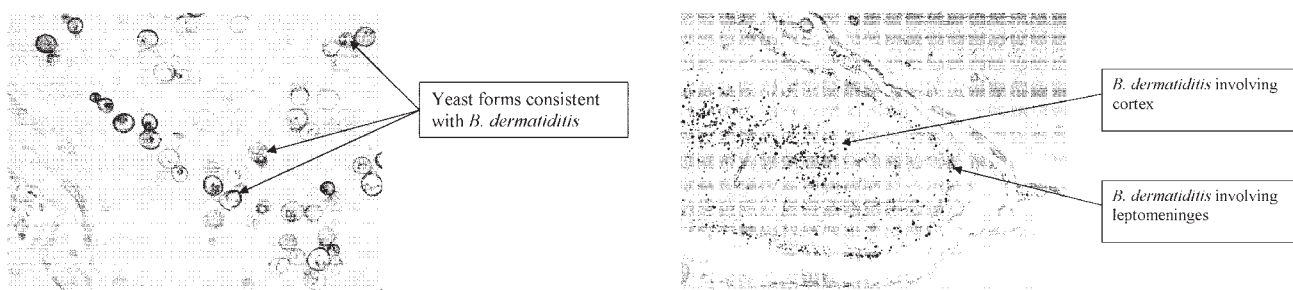 Yeast forms consistent
with B. dermatiditis
B. dermatiditis involving
cortex
B. dermatiditis involving
leptomeninges